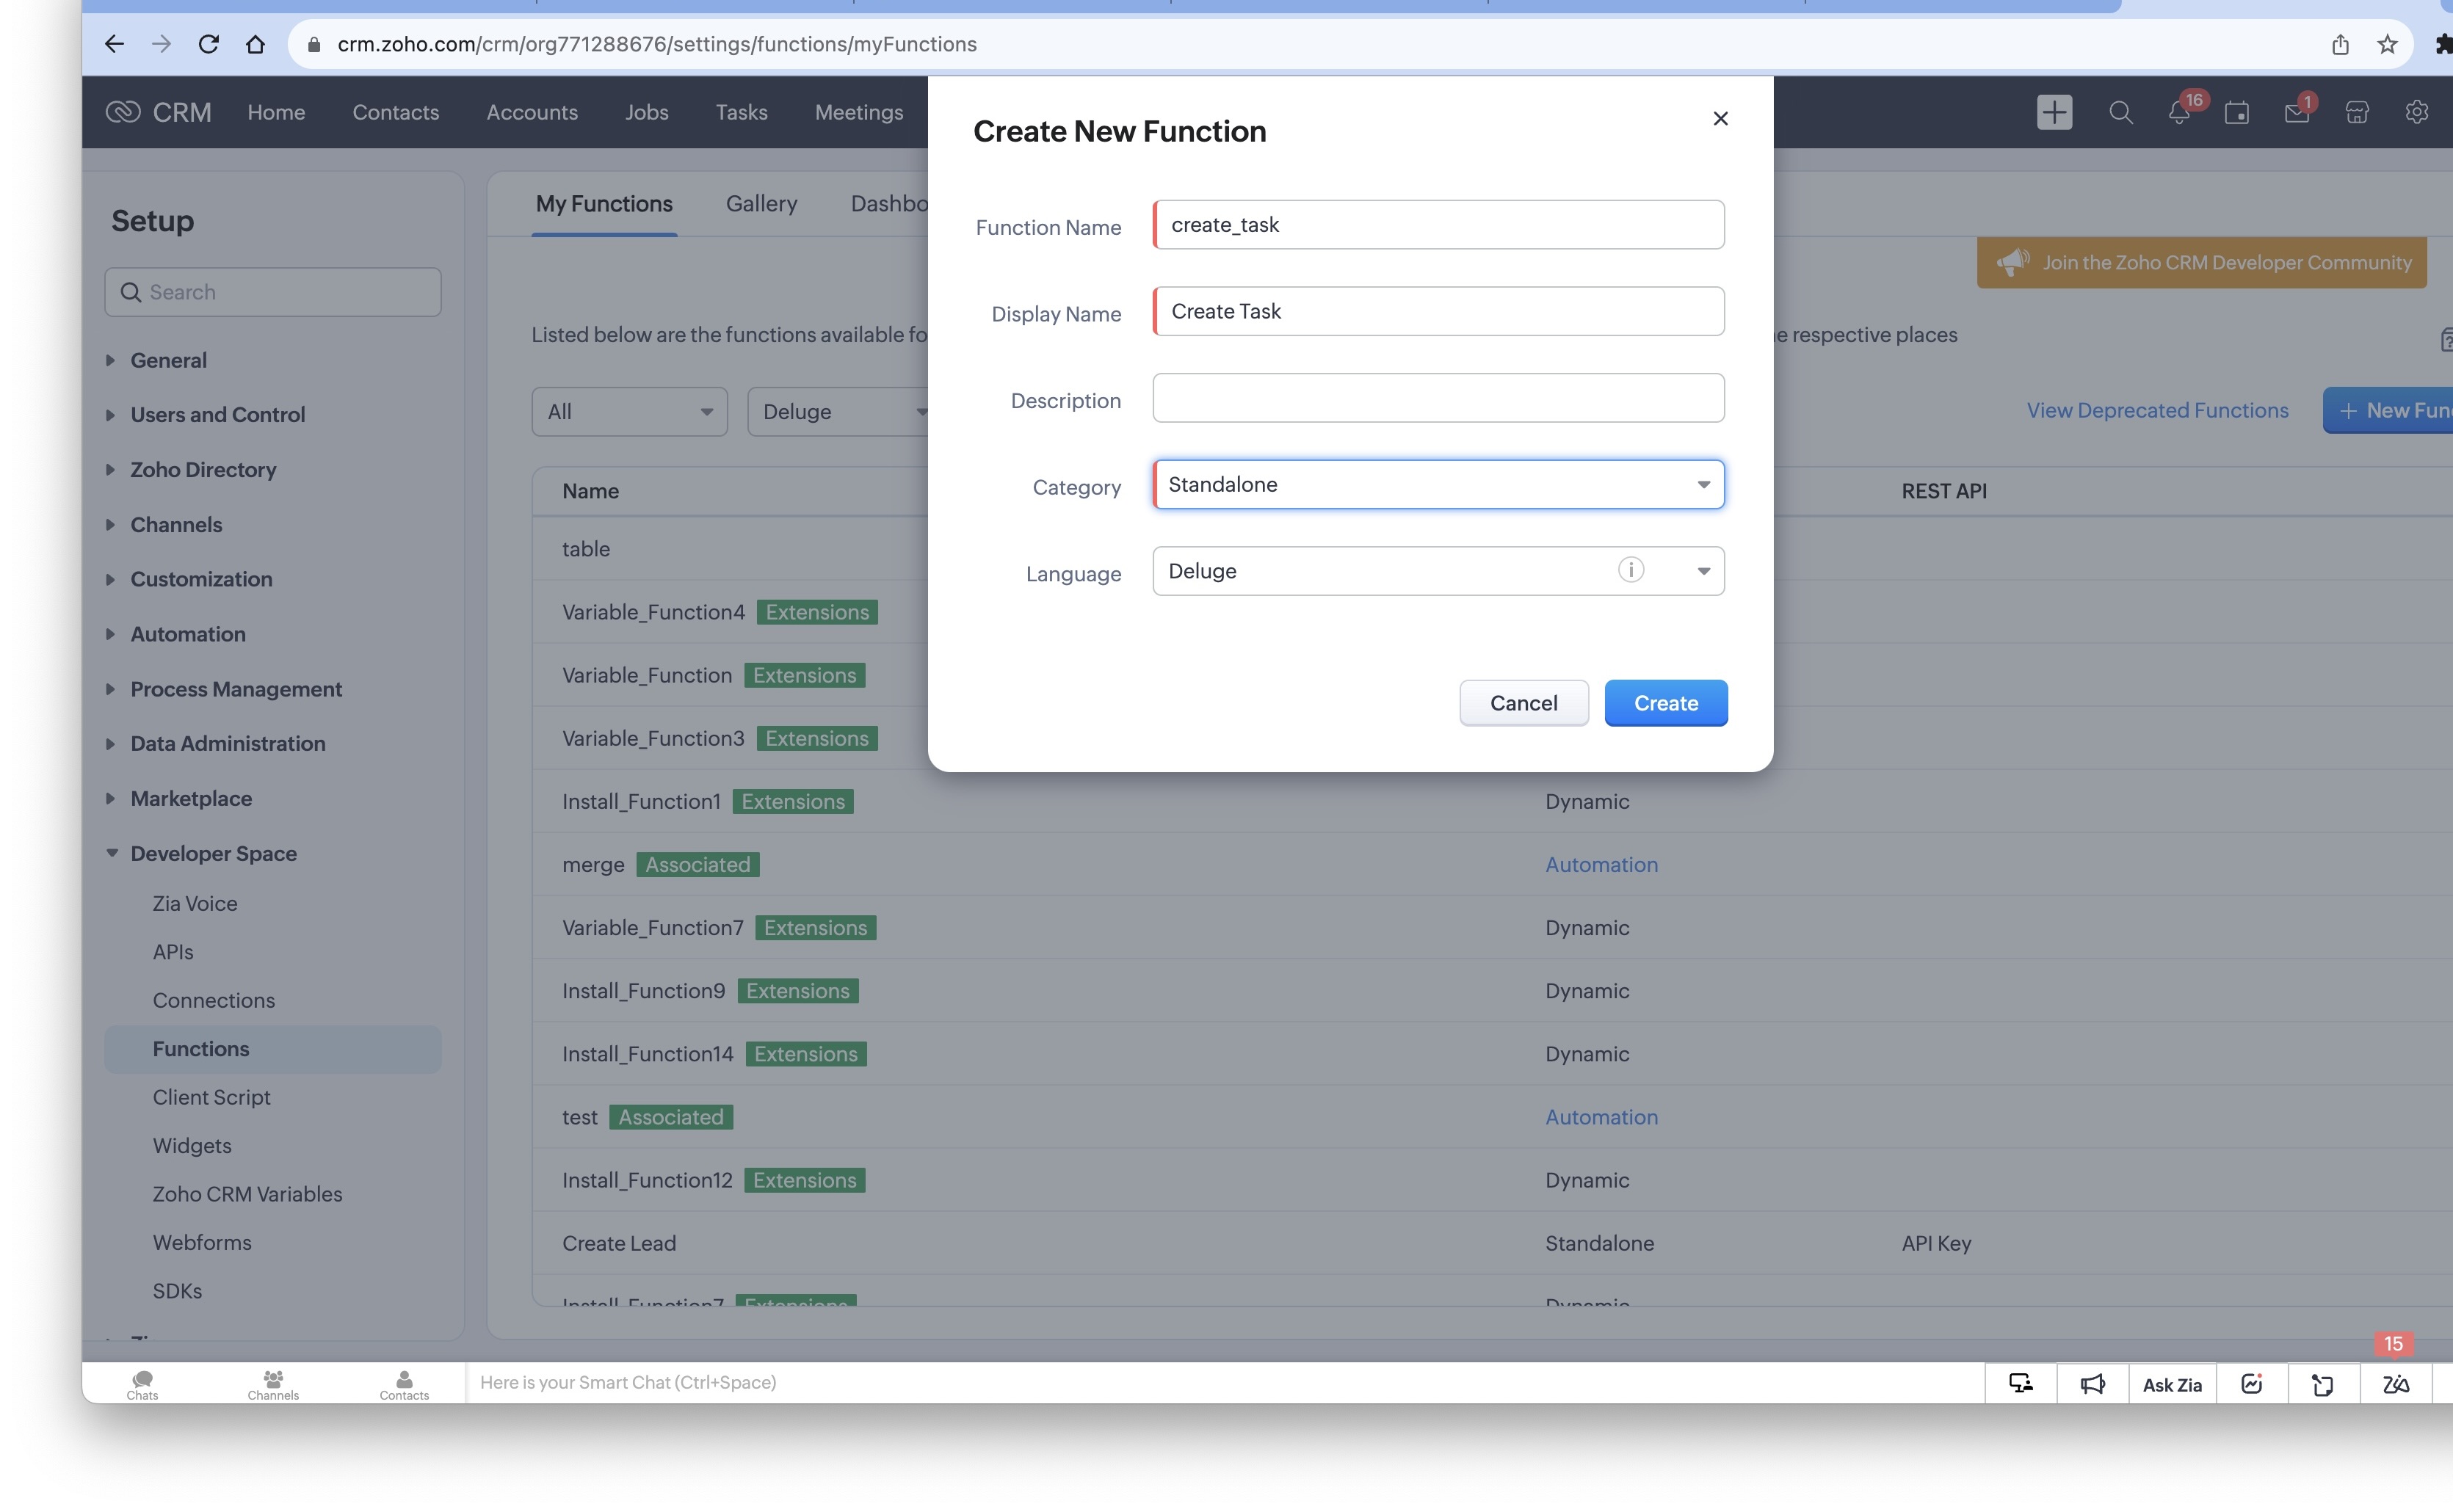 crm.zoho.com/crm/org771288676/settings/functions/myFunctions
CRM Home Contacts Accounts Jobs Tasks Meetings
16
1
Create New Function
Function Name create_task
Display Name Create Task
Description
Category Standalone
Language Deluge
Cancel Create
Setup
Search
General
Users and Control
Zoho Directory
Channels
Customization
Automation
Process Management
Data Administration
Marketplace
Developer Space
Zia Voice
APIs
Connections
Functions
Client Script
Widgets
Zoho CRM Variables
Webforms
SDKs
My Functions Gallery Dashbo
Join the Zoho CRM Developer Community
Listed below are the functions available fo
e respective places
All Deluge
View Deprecated Functions
+ New Fun
Name REST API
table
Variable_Function4 Extensions
Variable_Function Extensions
Variable_Function3 Extensions
Install_Function1 Extensions Dynamic
merge Associated Automation
Variable_Function7 Extensions Dynamic
Install_Function9 Extensions Dynamic
Install_Function14 Extensions Dynamic
test Associated Automation
Install_Function12 Extensions Dynamic
Create Lead Standalone API Key
Install_Function7 Extensions Dynamic
15
Chats Channels Contacts
Here is your Smart Chat (Ctrl+Space)
Ask Zia